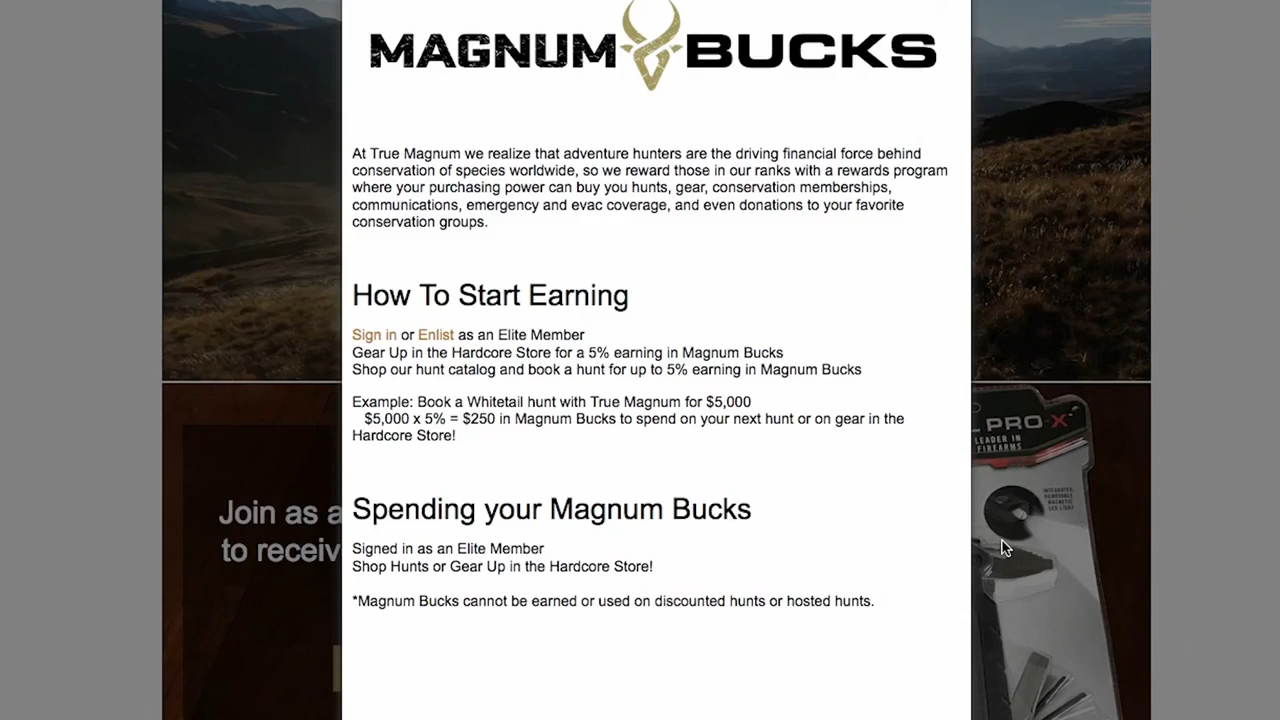 MAGNUM BUCKS
At True Magnum we realize that adventure hunters are the driving financial force behind
conservation of species worldwide, so we reward those in our ranks with a rewards program
where your purchasing power can buy you hunts, gear, conservation memberships,
communications, emergency and evac coverage, and even donations to your favorite
conservation groups.
How To Start Earning
Sign in or Enlist as an Elite Member
Gear Up in the Hardcore Store for a 5% earning in Magnum Bucks
Shop our hunt catalog and book a hunt for up to 5% earning in Magnum Bucks
Example: Book a Whitetail hunt with True Magnum for $5,000
$5,000 x 5% = $250 in Magnum Bucks to spend on your next hunt or on gear in the
Hardcore Store!
Spending your Magnum Bucks
Signed in as an Elite Member
Shop Hunts or Gear Up in the Hardcore Store!
*Magnum Bucks cannot be earned or used on discounted hunts or hosted hunts.
Join as a
to receiv
PRO-X
LEADER IN
FIREARMS
INTEGRATED,
REMOVABLE
MAGNETIC
LED LIGHT